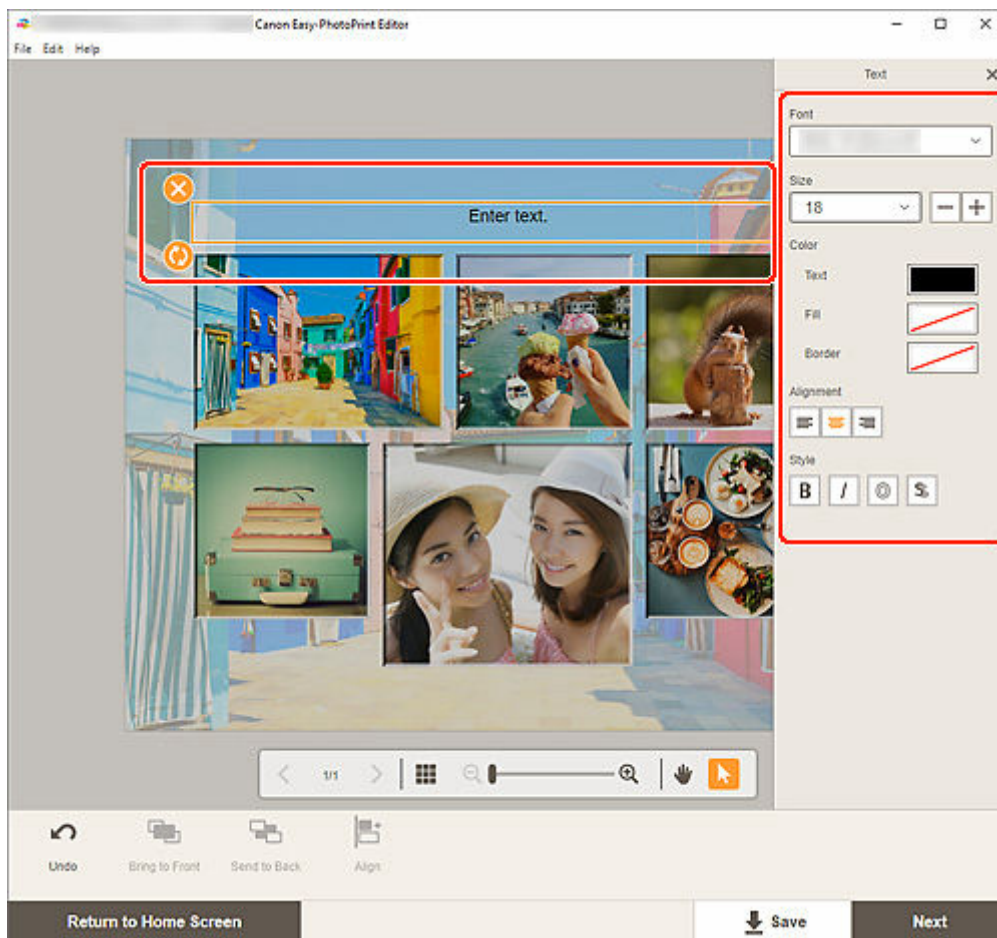 Canon Easy-PhotoPrint Editor
File Edit Help
Text
Font
Enter text.
Size
18
Color
Text
Fill
Border
Alignment
Style
B I O S
1/1
Undo Bring to Front Send to Back Align
Return to Home Screen Save Next